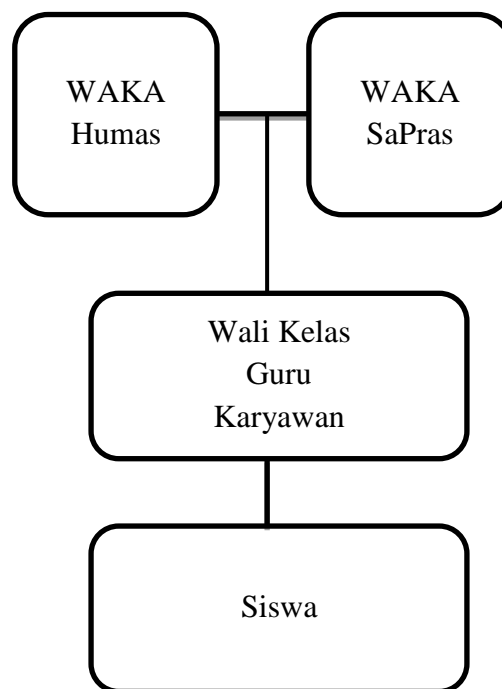 WAKA
Humas
WAKA
SaPras
Wali Kelas
Guru
Karyawan
Siswa